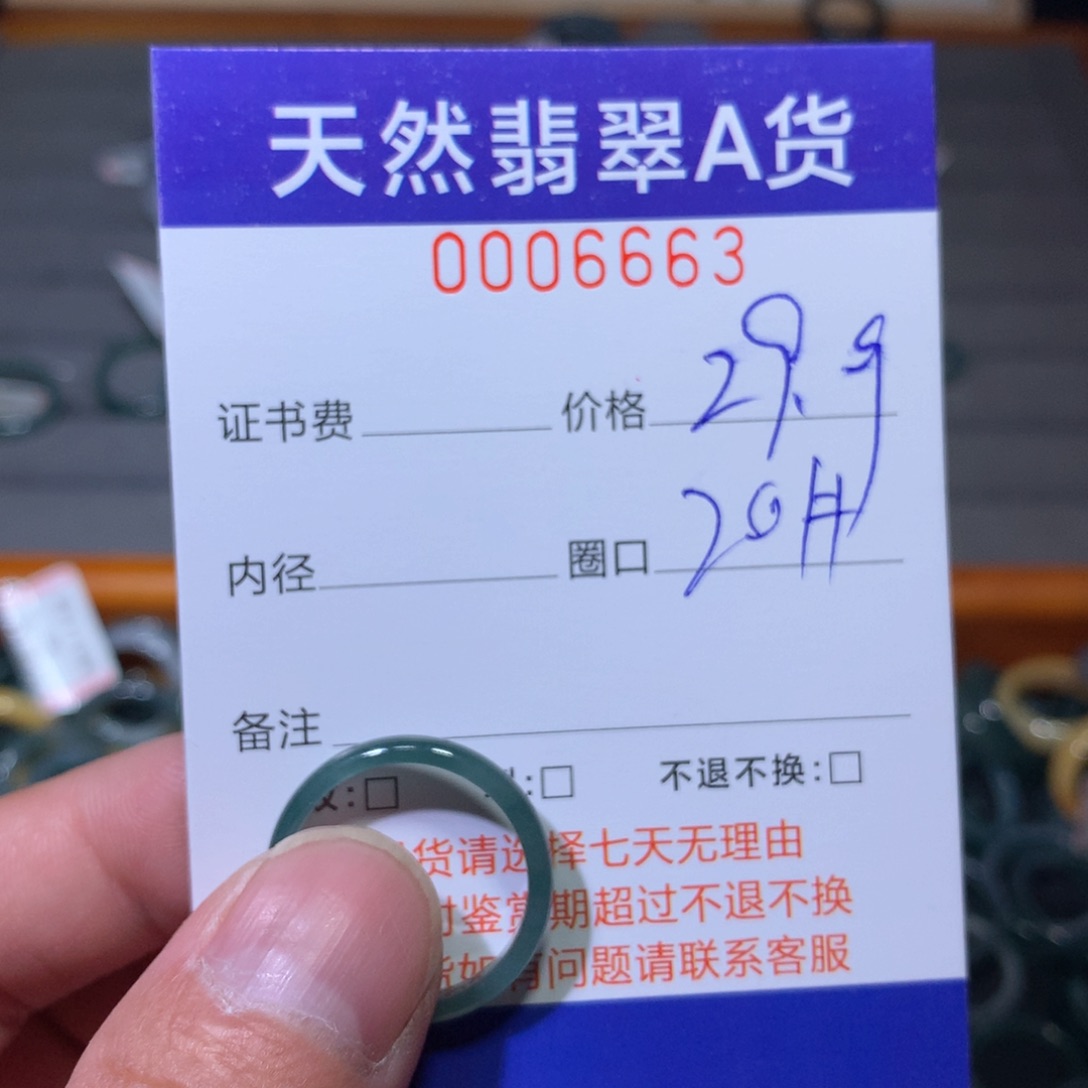 天然翡翠A货
0006663
证书费 价格 29.9
内径 圈口 20H
备注
:□ :□ 不退不换:□
货请选择七天无理由
鉴赏期超过不退不换
如有问题请联系客服